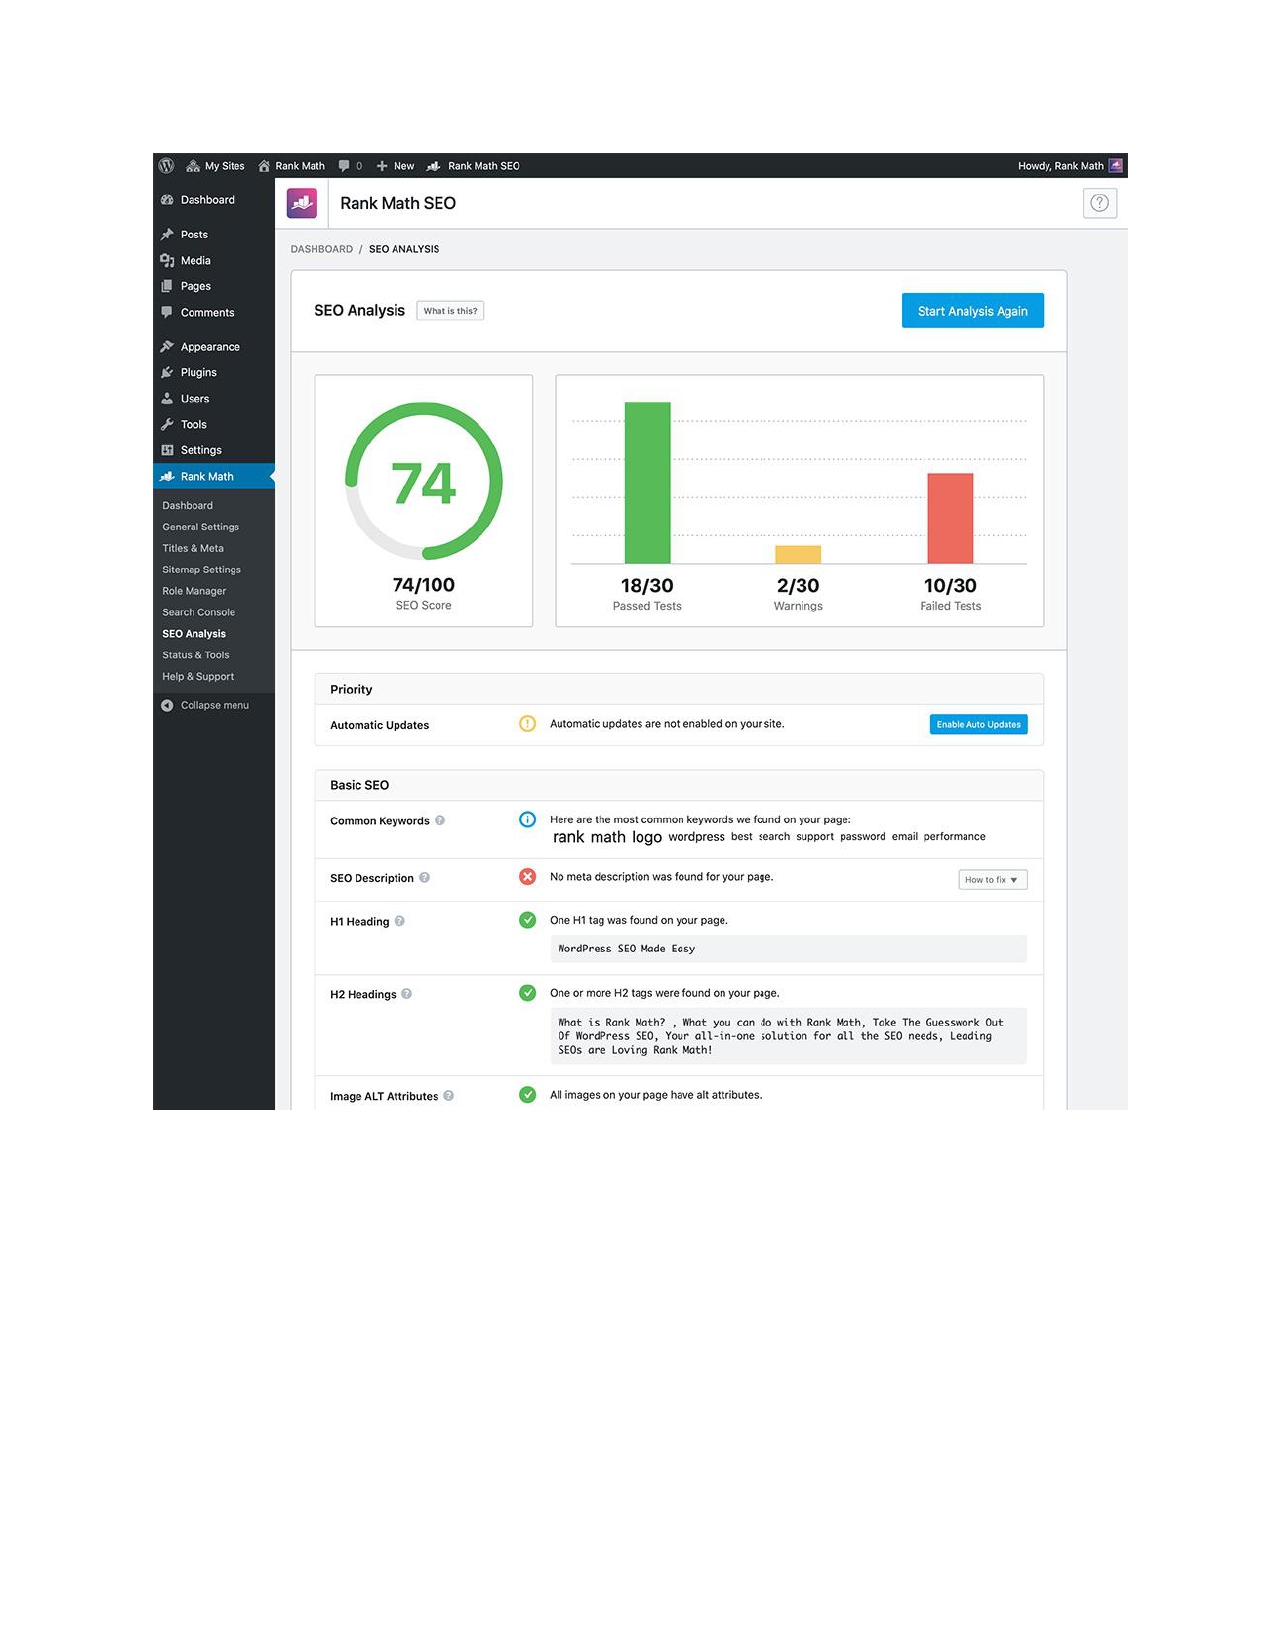 My Sites Rank Math 0 New Rank Math SEO Howdy, Rank Math
Dashboard
Posts
Media
Pages
Comments
Appearance
Plugins
Users
Tools
Settings
Rank Math
Dashboard
General Settings
Titles & Meta
Sitemap Settings
Role Manager
Search Console
SEO Analysis
Status & Tools
Help & Support
Collapse menu
Rank Math SEO ?
DASHBOARD / SEO ANALYSIS
SEO Analysis What is this? Start Analysis Again
74
74/100
SEO Score
18/30 2/30 10/30
Passed Tests Warnings Failed Tests
Priority
Automatic Updates Automatic updates are not enabled on your site. Enable Auto Updates
Basic SEO
Common Keywords ? Here are the most common keywords we found on your page:
rank math logo wordpress best search support password email performance
SEO Description ? No meta description was found for your page. How to fix ▼
H1 Heading ? One H1 tag was found on your page.
WordPress SEO Made Easy
H2 Headings ? One or more H2 tags were found on your page.
What is Rank Math? , What you can do with Rank Math, Take The Guesswork Out
Of WordPress SEO, Your all-in-one solution for all the SEO needs, Leading
SEOs are Loving Rank Math!
Image ALT Attributes ? All images on your page have alt attributes.